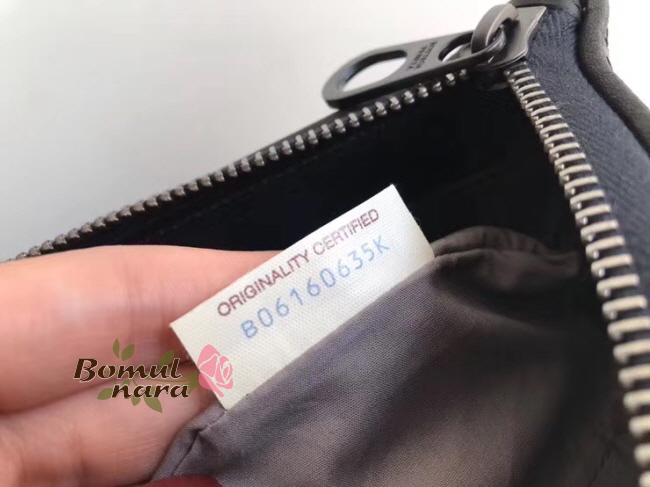 ORIGINALITY CERTIFIED
B06160635K
Bomul
nara